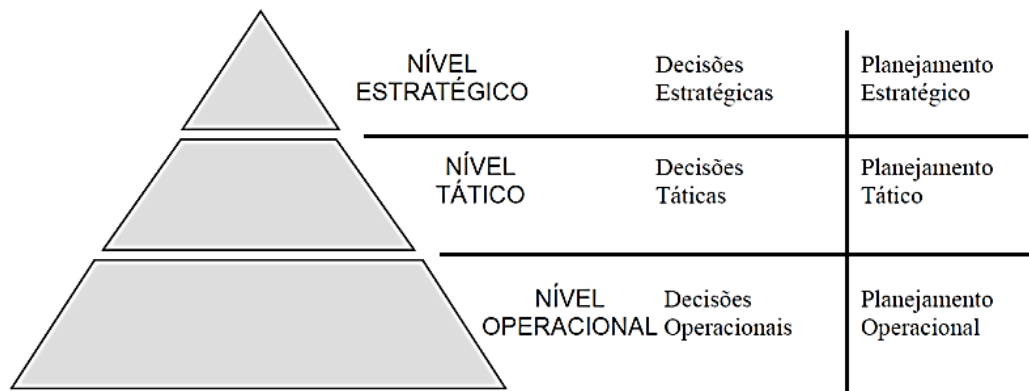 NÍVEL
ESTRATÉGICO
Decisões
Estratégicas
Planejamento
Estratégico
NÍVEL
TÁTICO
Decisões
Táticas
Planejamento
Tático
NÍVEL
OPERACIONAL
Decisões
Operacionais
Planejamento
Operacional